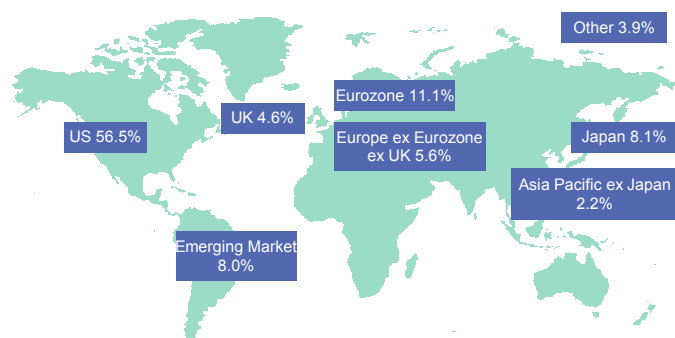 Other 3.9%
Eurozone 11.1%
UK 4.6%
US 56.5%
Europe ex Eurozone
ex UK 5.6%
Japan 8.1%
Asia Pacific ex Japan
2.2%
Emerging Market
8.0%